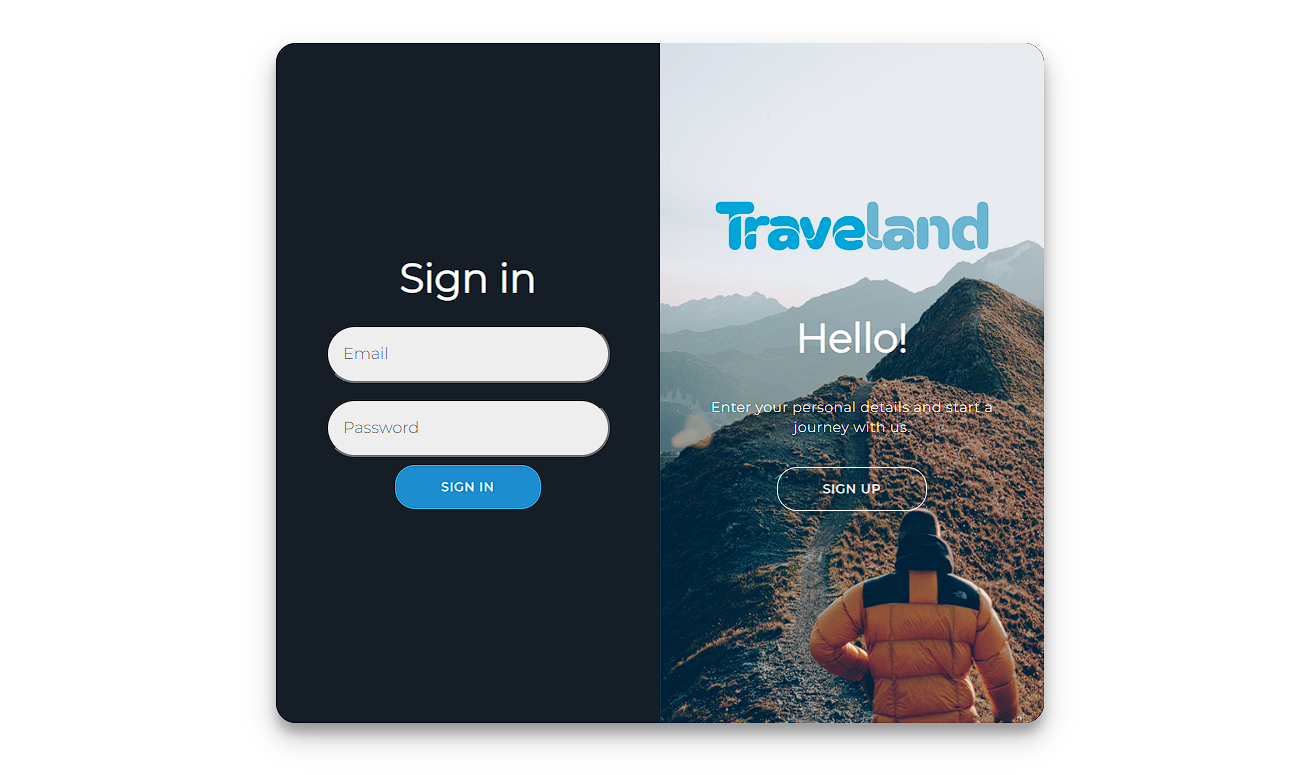 Sign in
Email
Password
SIGN IN
Traveland
Hello!
Enter your personal details and start a
journey with us.
SIGN UP